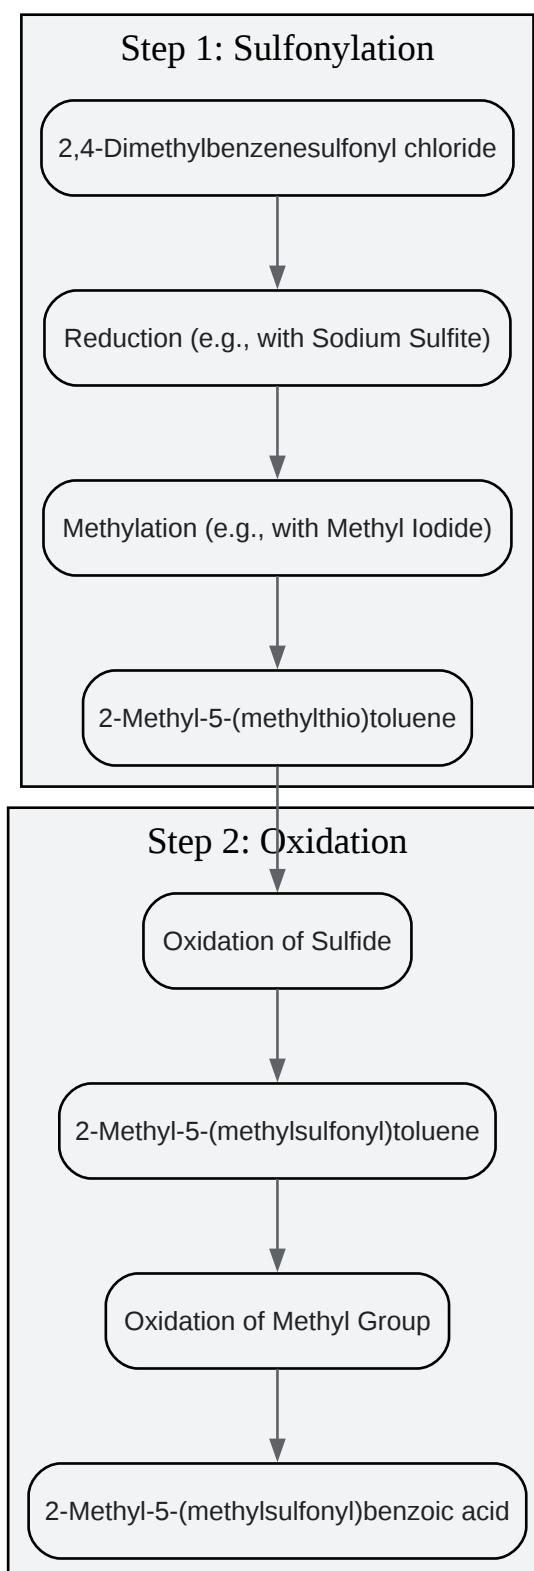 Step 1: Sulfonylation
2,4-Dimethylbenzenesulfonyl chloride
Reduction (e.g., with Sodium Sulfite)
Methylation (e.g., with Methyl Iodide)
2-Methyl-5-(methylthio)toluene
Step 2: Oxidation
Oxidation of Sulfide
2-Methyl-5-(methylsulfonyl)toluene
Oxidation of Methyl Group
2-Methyl-5-(methylsulfonyl)benzoic acid